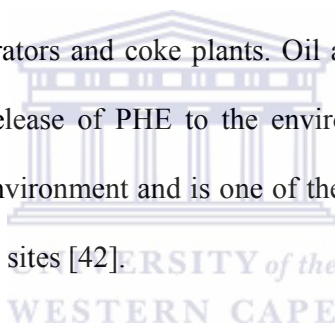 rators and coke plants. Oil a
elease of PHE to the enviro
nvironment and is one of the
sites [42].
UNIVERSITY of the
WESTERN CAPE